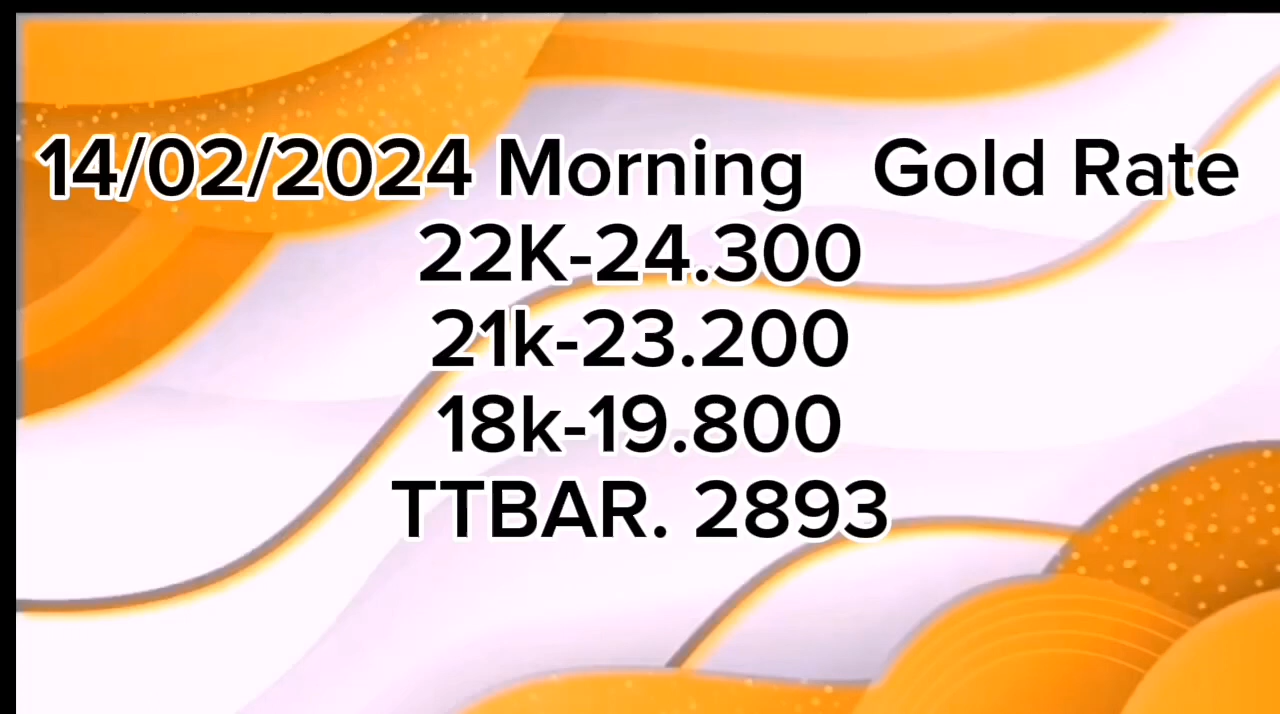 14/02/2024 Morning Gold Rate
22K-24.300
21k-23.200
18k-19.800
TTBAR. 2893